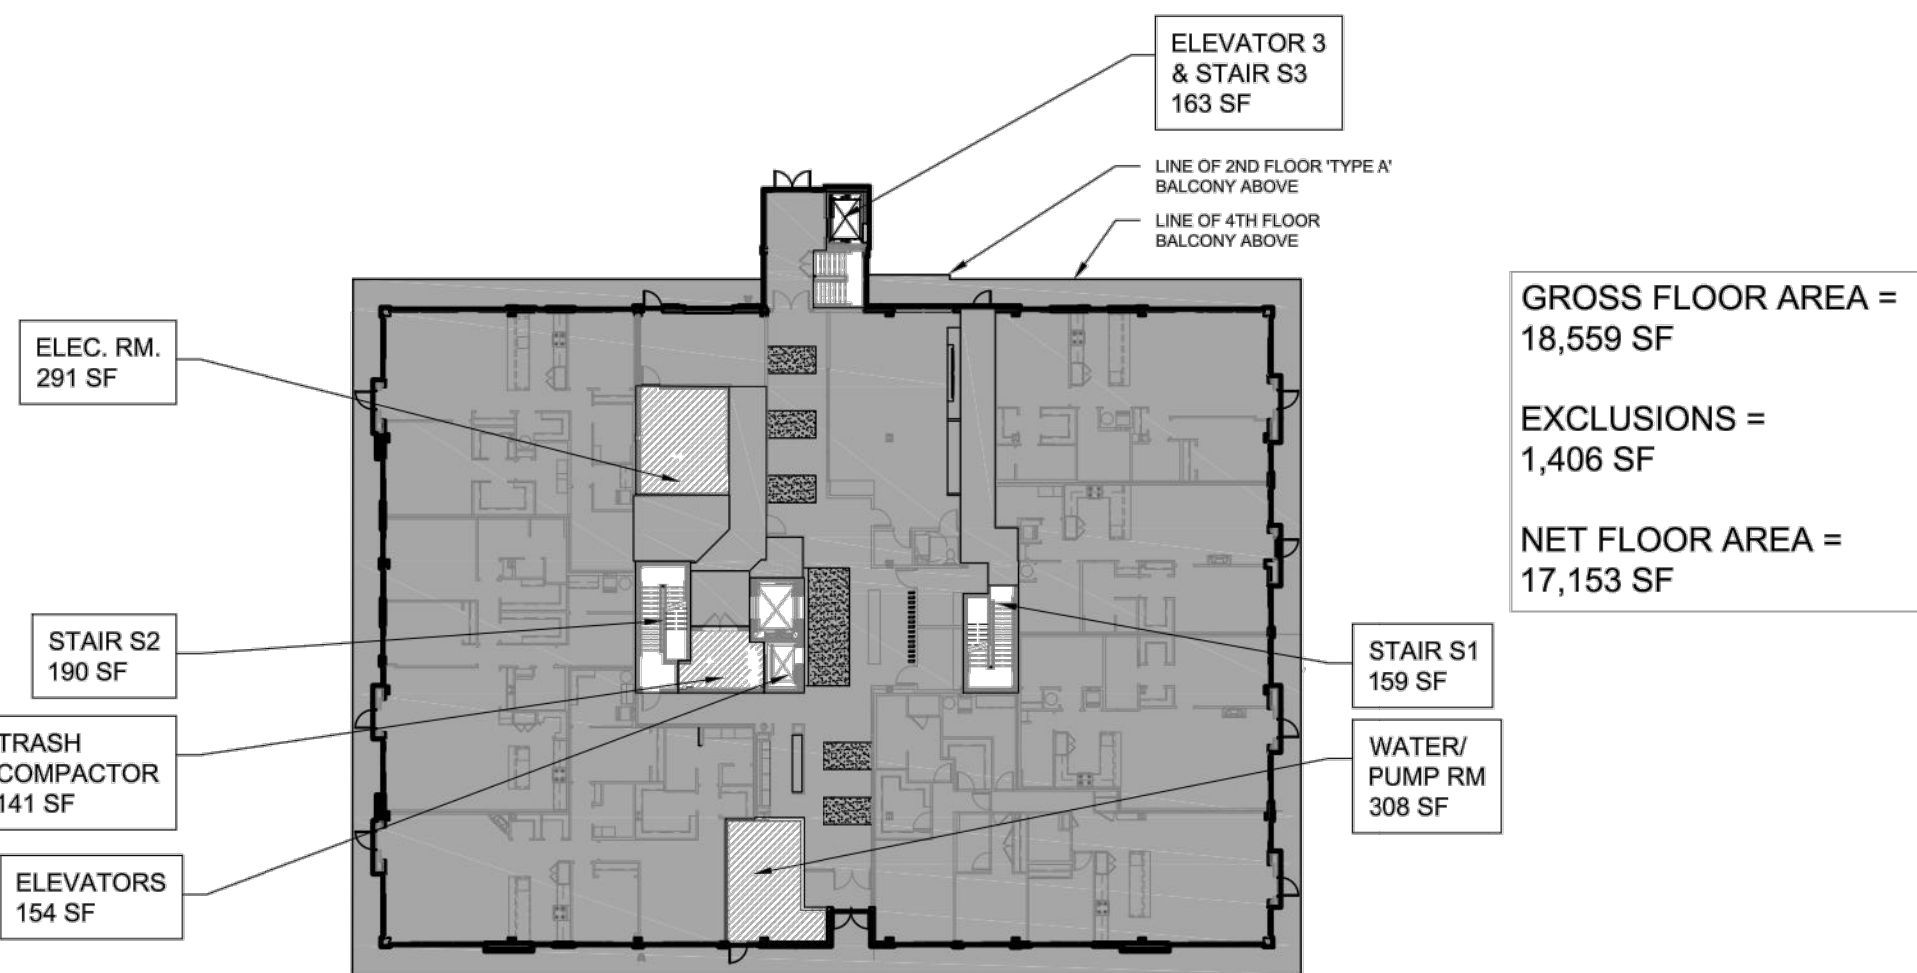 ELEVATOR 3
& STAIR S3
163 SF
LINE OF 2ND FLOOR 'TYPE A'
BALCONY ABOVE
LINE OF 4TH FLOOR
BALCONY ABOVE
GROSS FLOOR AREA =
18,559 SF
EXCLUSIONS =
1,406 SF
NET FLOOR AREA =
17,153 SF
ELEC. RM.
291 SF
STAIR S2
190 SF
TRASH
COMPACTOR
141 SF
ELEVATORS
154 SF
STAIR S1
159 SF
WATER/
PUMP RM
308 SF